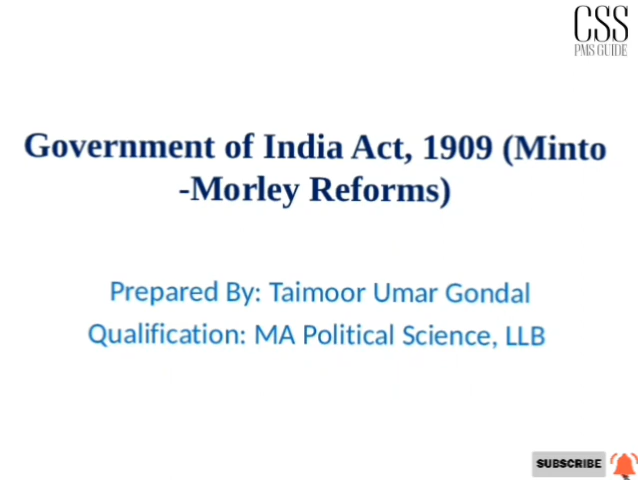 CSS
PMS GUIDE
Government of India Act, 1909 (Minto
-Morley Reforms)
Prepared By: Taimoor Umar Gondal
Qualification: MA Political Science, LLB
SUBSCRIBE